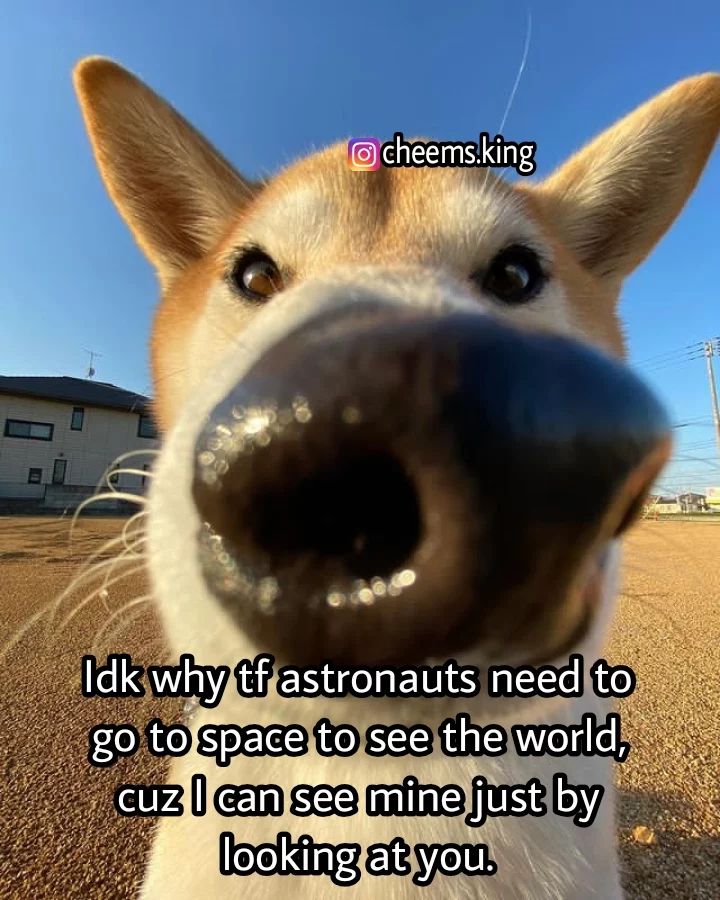 cheems.king
Idk why tf astronauts need to
go to space to see the world,
cuz I can see mine just by
looking at you.